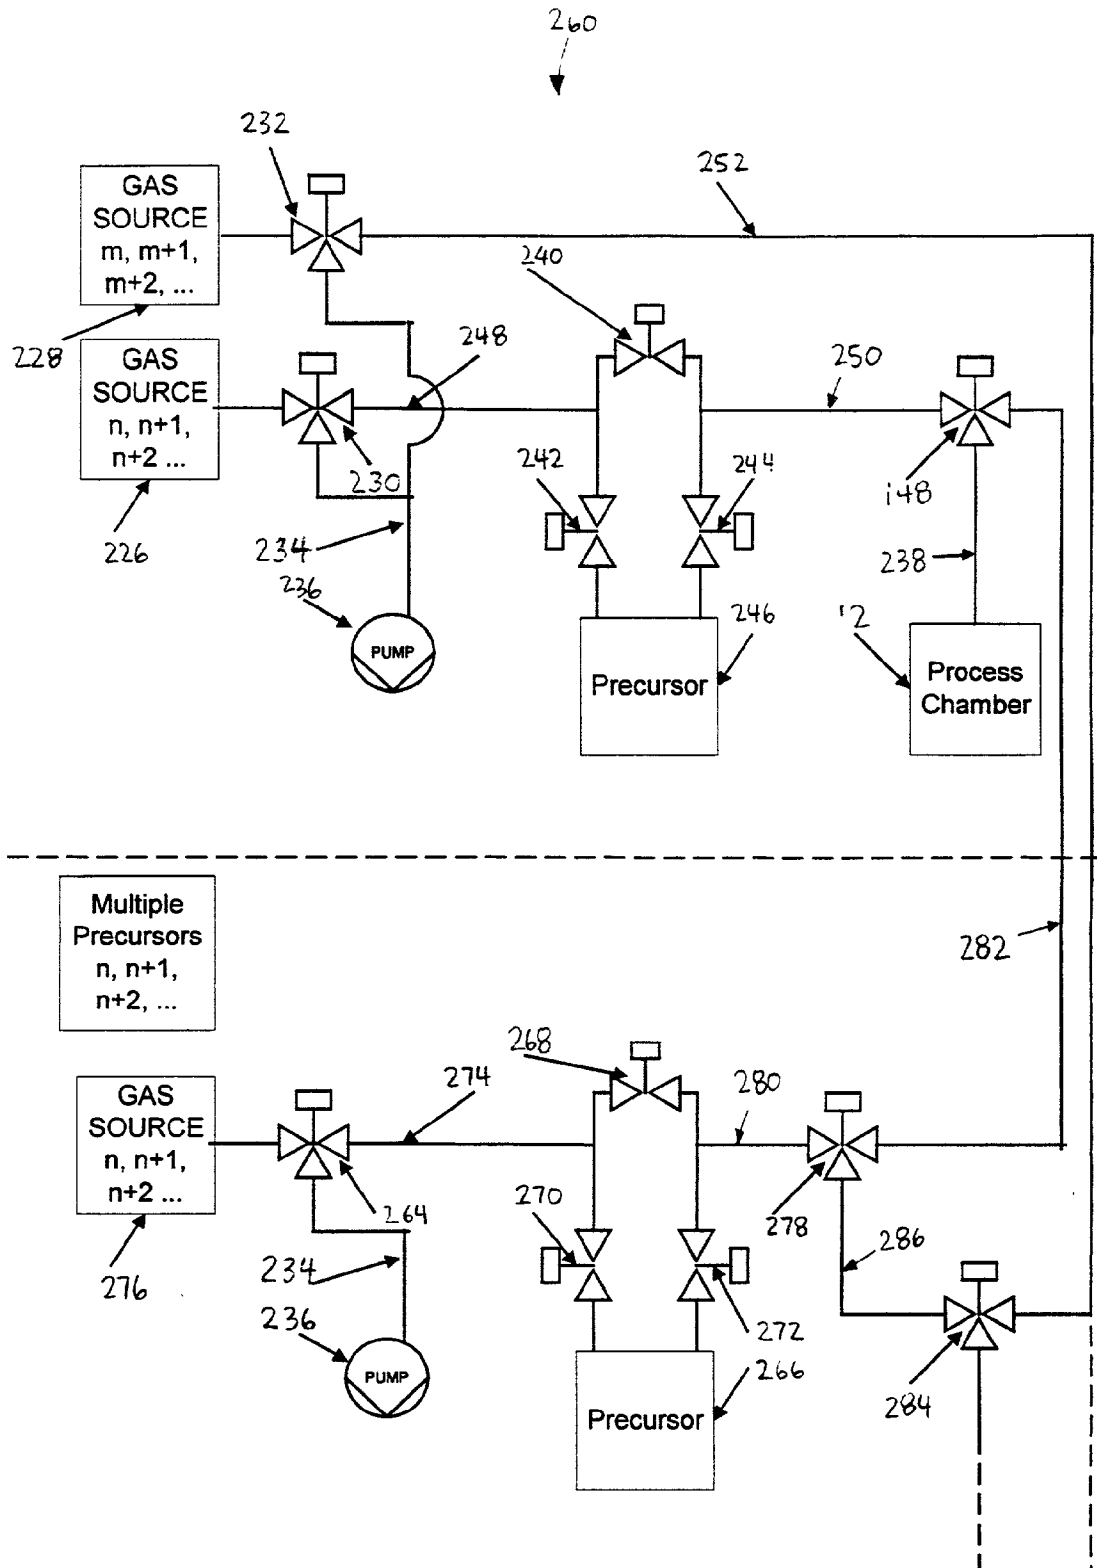 260
232
252
GAS
SOURCE
m, m+1,
m+2, ...
240
228
248
250
GAS
SOURCE
n, n+1,
n+2 ...
230
242
244
148
226
234
238
236
PUMP
246
12
Precursor
Process
Chamber
Multiple
Precursors
n, n+1,
n+2, ...
282
268
274
280
GAS
SOURCE
n, n+1,
n+2 ...
264
270
278
286
276
234
236
272
PUMP
266
284
Precursor